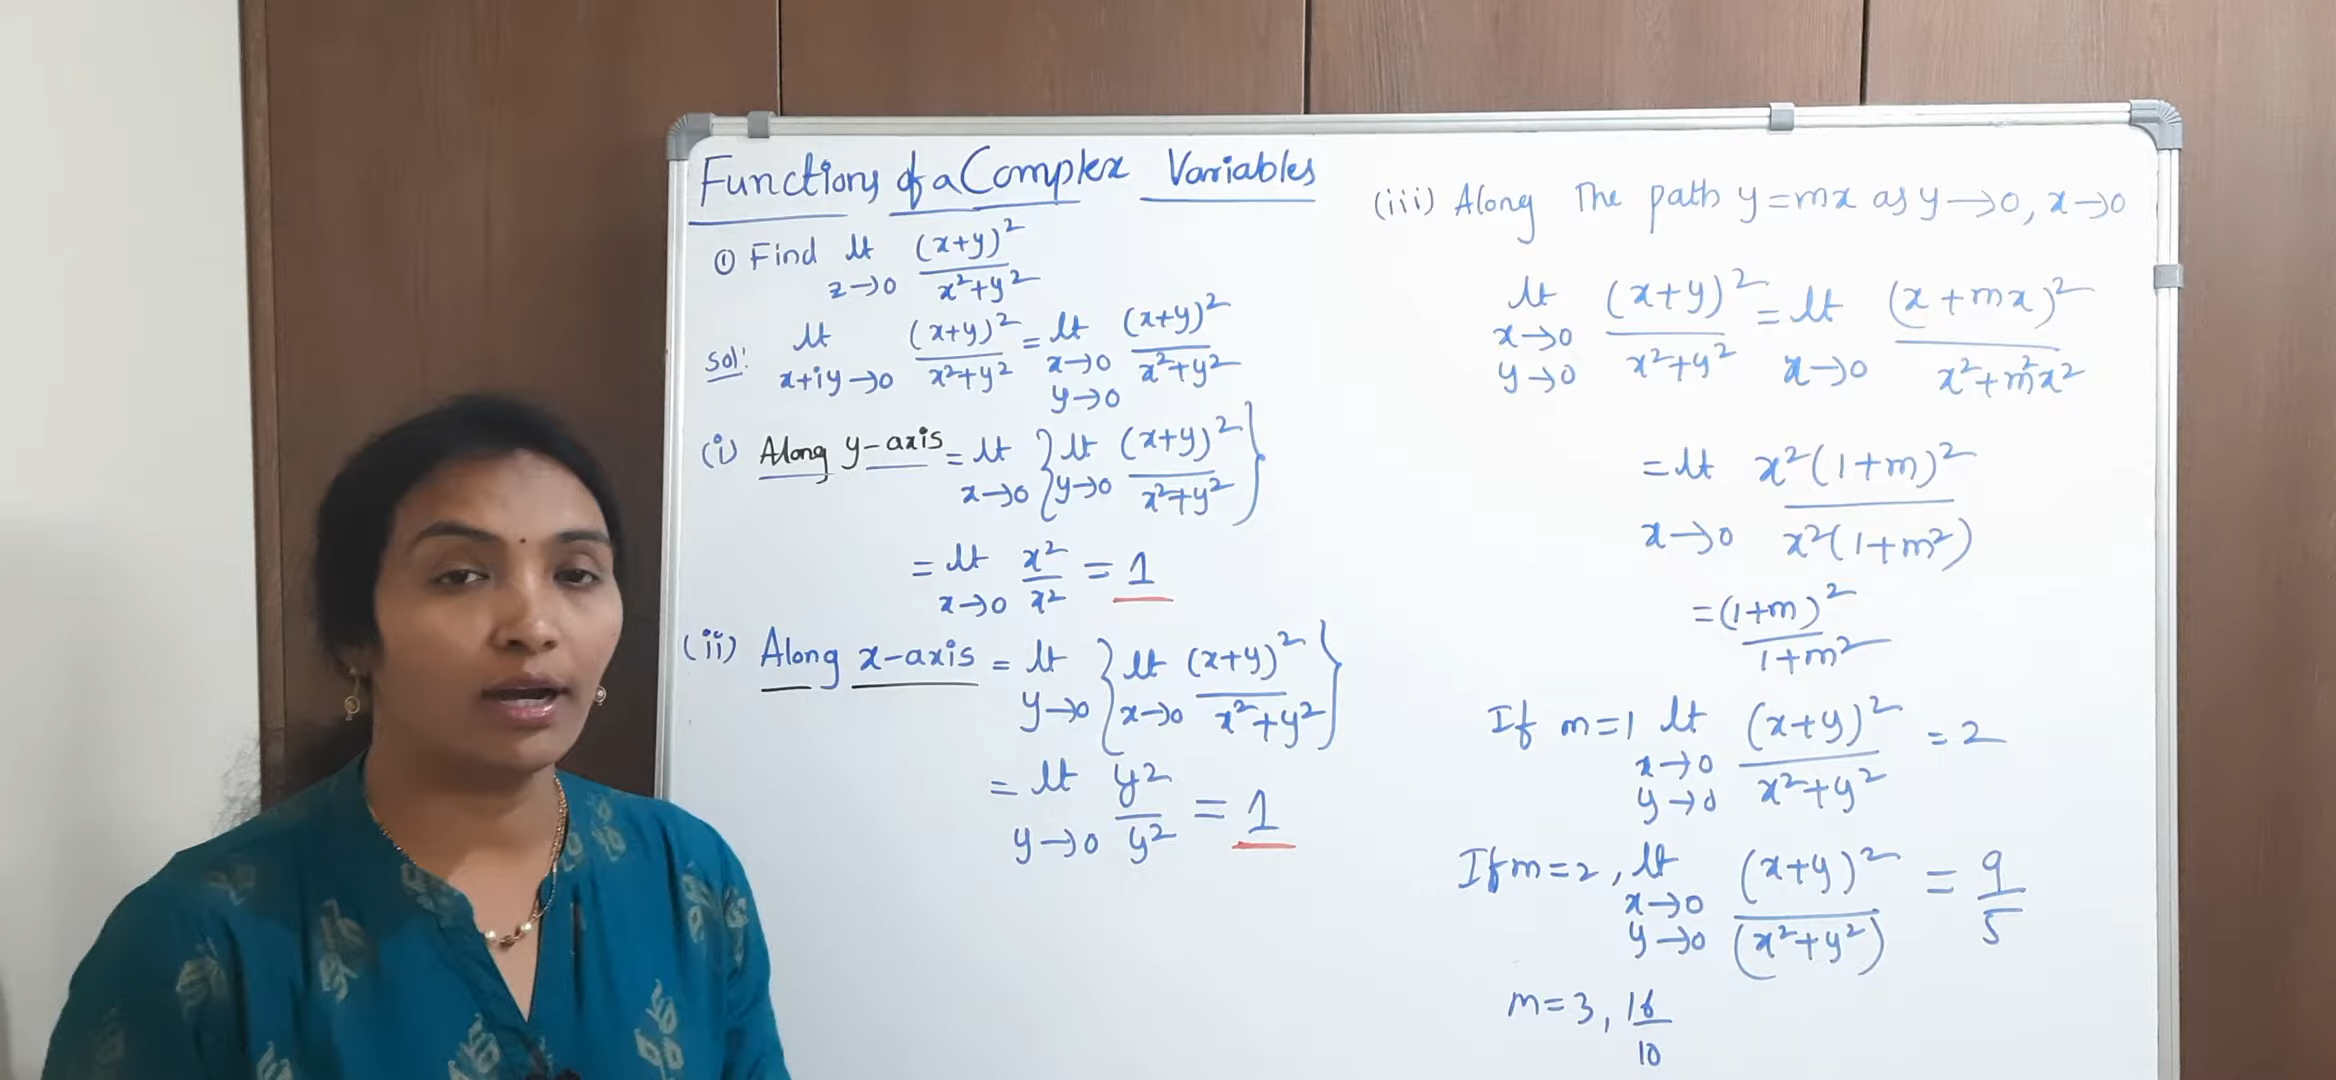 Functions of a Complex Variables
① Find lt z→0 (x+y)²/x²+y²
Sol: lt x+iy→0 (x+y)²/x²+y² = lt x→0 y→0 (x+y)²/x²+y²
(i) Along y-axis = lt x→0 {lt y→0 (x+y)²/x²+y²}
= lt x→0 x²/x² = 1
(ii) Along x-axis = lt y→0 {lt x→0 (x+y)²/x²+y²}
= lt y→0 y²/y² = 1
(iii) Along The path y=mx as y→0, x→0
lt x→0 y→0 (x+y)²/x²+y² = lt x→0 (x+mx)²/x²+m²x²
= lt x→0 x²(1+m)²/x²(1+m²)
= (1+m)²/1+m²
If m=1 lt x→0 y→0 (x+y)²/x²+y² = 2
If m=2, lt x→0 y→0 (x+y)²/(x²+y²) = 9/5
m=3, 16/10